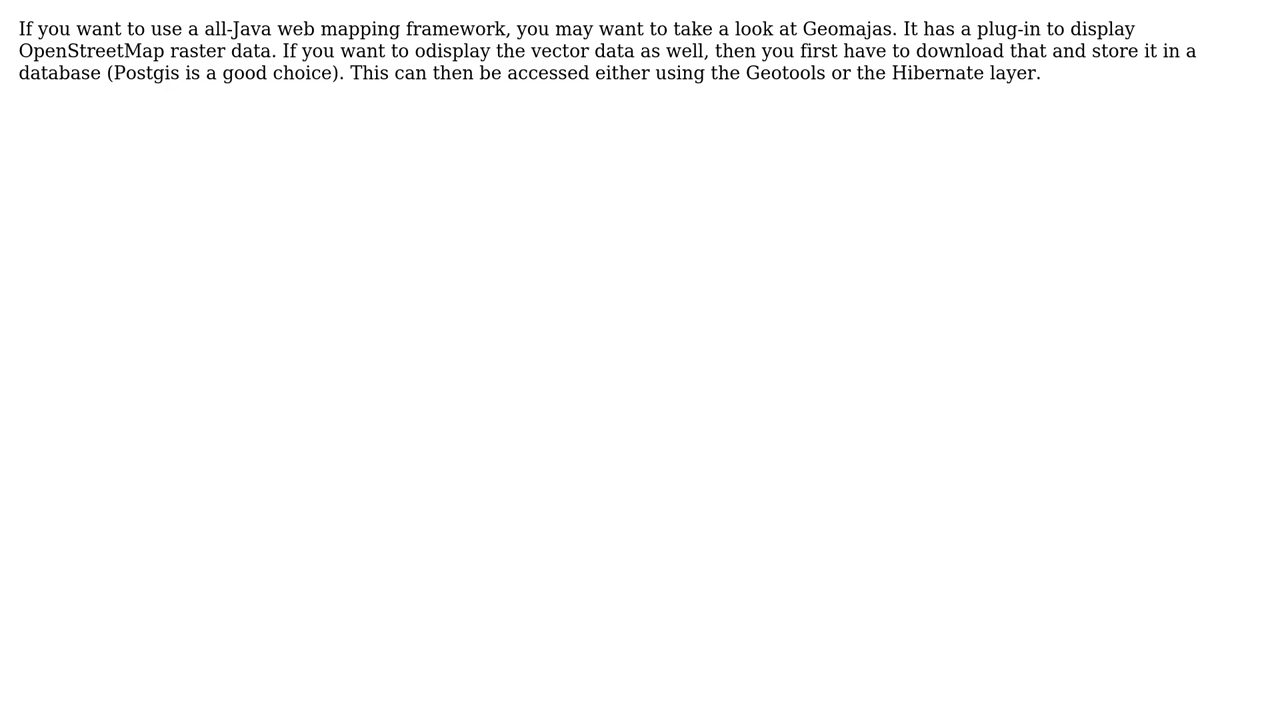 If you want to use a all-Java web mapping framework, you may want to take a look at Geomajas. It has a plug-in to display
OpenStreetMap raster data. If you want to odisplay the vector data as well, then you first have to download that and store it in a
database (Postgis is a good choice). This can then be accessed either using the Geotools or the Hibernate layer.